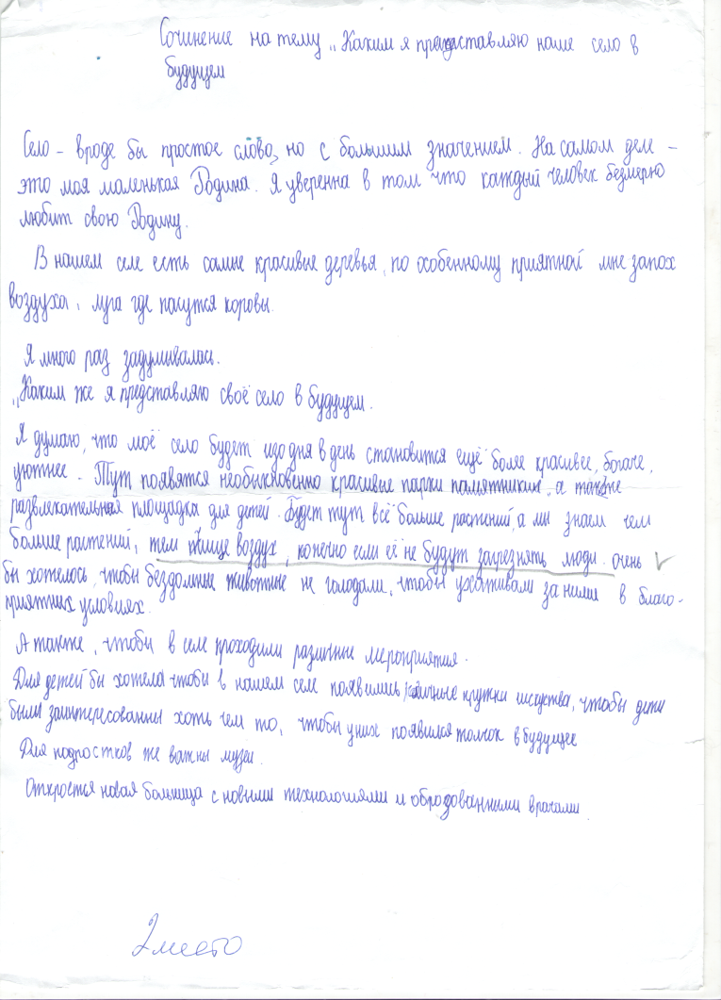 Сочинение на тему „Каким я представляю наше село в
будущем
Село – вроде бы простое слово, но с большим значением. На самом деле –
это моя маленькая Родина. Я уверенна в том что каждый человек безмерно
любит свою Родину.
В нашем селе есть самые красивые деревья, по особенному приятной мне запох
воздуха, луга где пасутся коровы.
Я много раз задумывалась.
„Каким же я представляю своё село в будущем.
Я думаю, что моё село будет изо дня в день становится ещё более красивее, богаче,
уютнее. Тут появятся необыкновенно красивые парки памятники, а также
развлекательная площадка для детей. Будет тут всё больше растений, а мы знаем чем
больше растений, тем чище воздух, конечно если её не будут загрезнять люди. Очень
бы хотелось, чтобы бездомные животные не голодали, чтобы ухаживали за ними в благо-
приятных условиях.
А также, чтобы в селе проходили различные мероприятия.
Для детей бы хотела чтобы в нашем селе появились кружки искуства, чтобы дети
были заинтересованны хоть чем то, чтобы у них появился толчок в будущее
Для подростков же важны музеи.
Откроется новая больница с новыми технологиями и образованными врачами
2 место